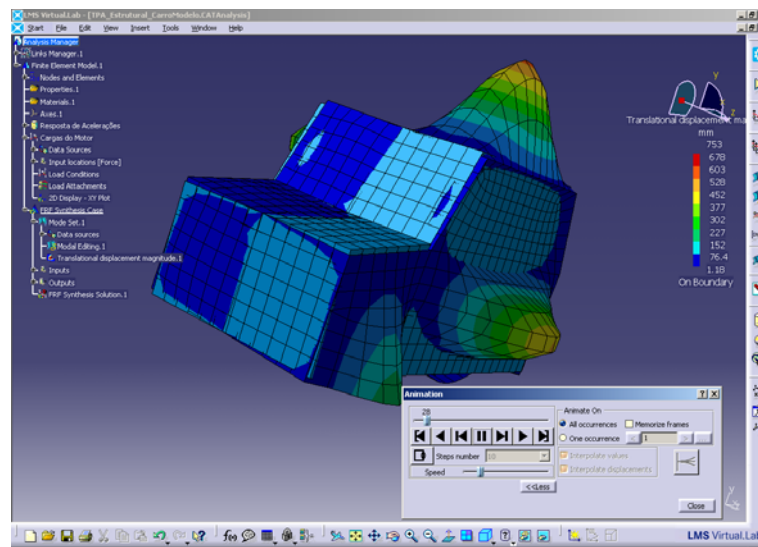 LMS Virtual.Lab - [TPA_Estrutural_CarroModelo.CATAnalysis]
Start File Edit View Insert Tools Window Help
Analysis Manager
Links Manager.1
Finite Element Model.1
Nodes and Elements
Properties.1
Materials.1
Axes.1
Resposta de Acelerações
Cargas do Motor
Data Sources
Input locations [Force]
Load Conditions
Load Attachments
2D Display - XY Plot
FRF Synthesis Case
Mode Set.1
Data sources
Modal Editing.1
Translational displacement magnitude.1
Inputs
Outputs
FRF Synthesis Solution.1
Y
Z
Translational displacement ma
mm
753
678
603
528
452
377
302
227
152
76.4
1.18
On Boundary
Animation
28
Steps number 10
Speed
<<Less
Animate On
All occurrences Memorize frames
One occurrence < 1 > ...
Interpolate values
Interpolate displacements
Close
y
z
f(x)
LMS Virtual.Lab